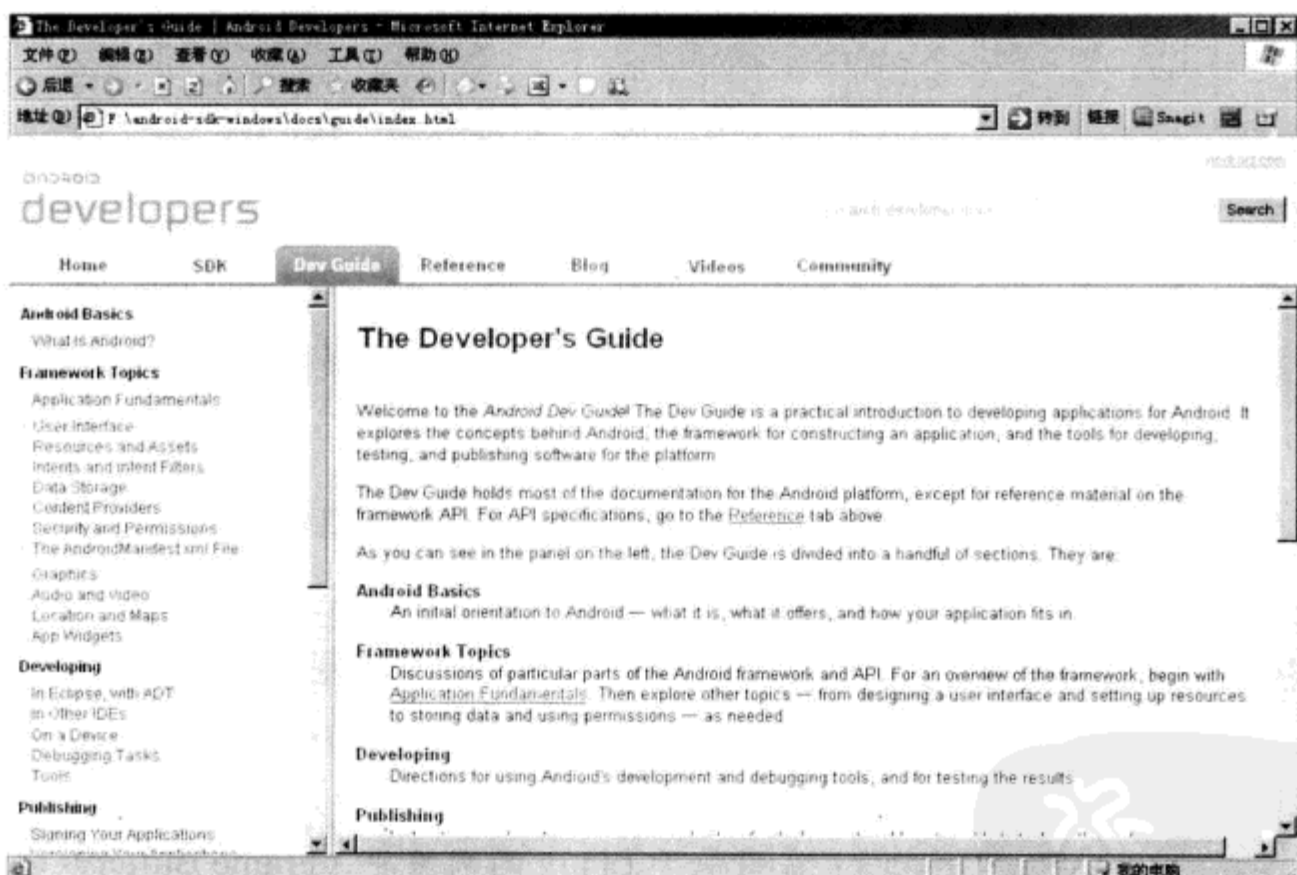 The Developer's Guide | Android Developers - Microsoft Internet Explorer
文件(F) 编辑(E) 查看(V) 收藏(A) 工具(T) 帮助(H)
后退 搜索 收藏夹
地址(D) F:\android-sdk-windows\docs\guide\index.html 转到 链接 SnagIt
android
developers
android.com
Search
Home SDK Dev Guide Reference Blog Videos Community
Android Basics
What is Android?
Framework Topics
Application Fundamentals
User Interface
Resources and Assets
Intents and Intent Filters
Data Storage
Content Providers
Security and Permissions
The AndroidManifest.xml File
Graphics
Audio and Video
Location and Maps
App Widgets
Developing
In Eclipse, with ADT
In Other IDEs
On a Device
Debugging Tasks
Tools
Publishing
Signing Your Applications
Versioning Your Applications
The Developer's Guide
Welcome to the Android Dev Guide! The Dev Guide is a practical introduction to developing applications for Android. It
explores the concepts behind Android, the framework for constructing an application, and the tools for developing,
testing, and publishing software for the platform.
The Dev Guide holds most of the documentation for the Android platform, except for reference material on the
framework API. For API specifications, go to the Reference tab above.
As you can see in the panel on the left, the Dev Guide is divided into a handful of sections. They are:
Android Basics
An initial orientation to Android — what it is, what it offers, and how your application fits in.
Framework Topics
Discussions of particular parts of the Android framework and API. For an overview of the framework, begin with
Application Fundamentals. Then explore other topics — from designing a user interface and setting up resources
to storing data and using permissions — as needed.
Developing
Directions for using Android's development and debugging tools, and for testing the results.
Publishing
我的电脑